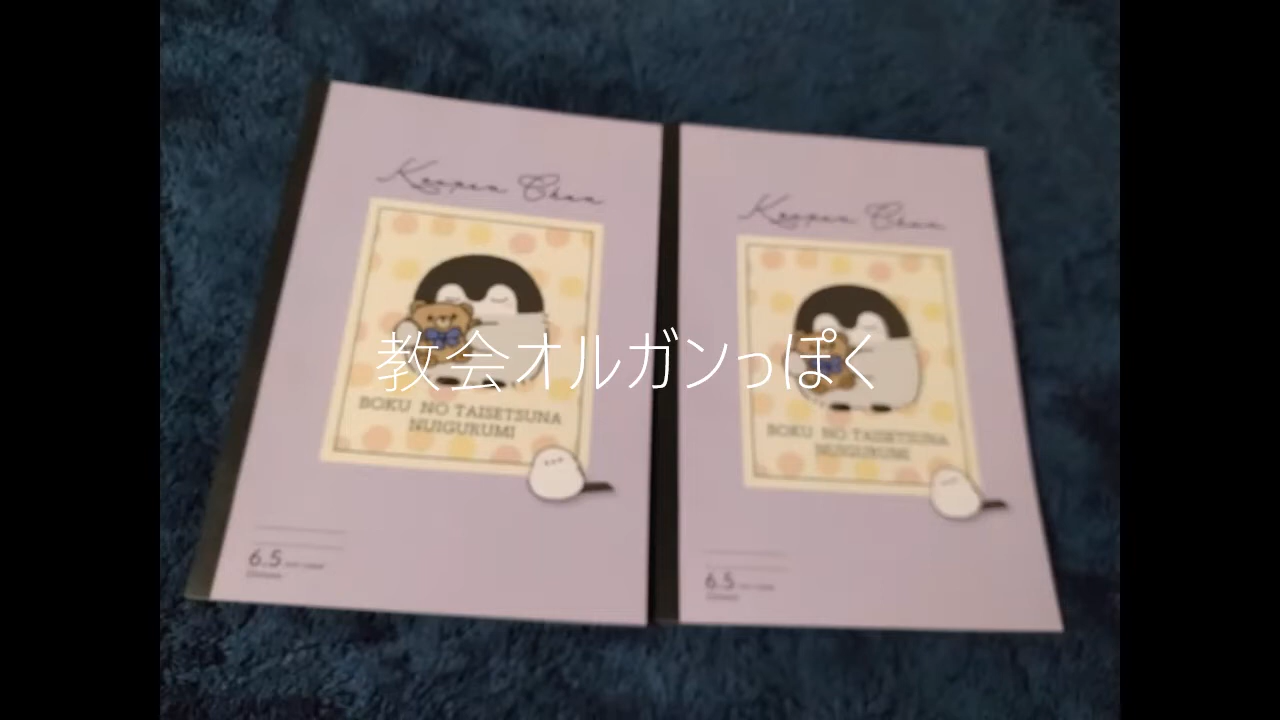 Koupen Chan
BOKU NO TAISETSUNA
NUIGURUMI
6.5
Koupen Chan
BOKU NO TAISETSUNA
NUIGURUMI
6.5
教会オルガンっぽく